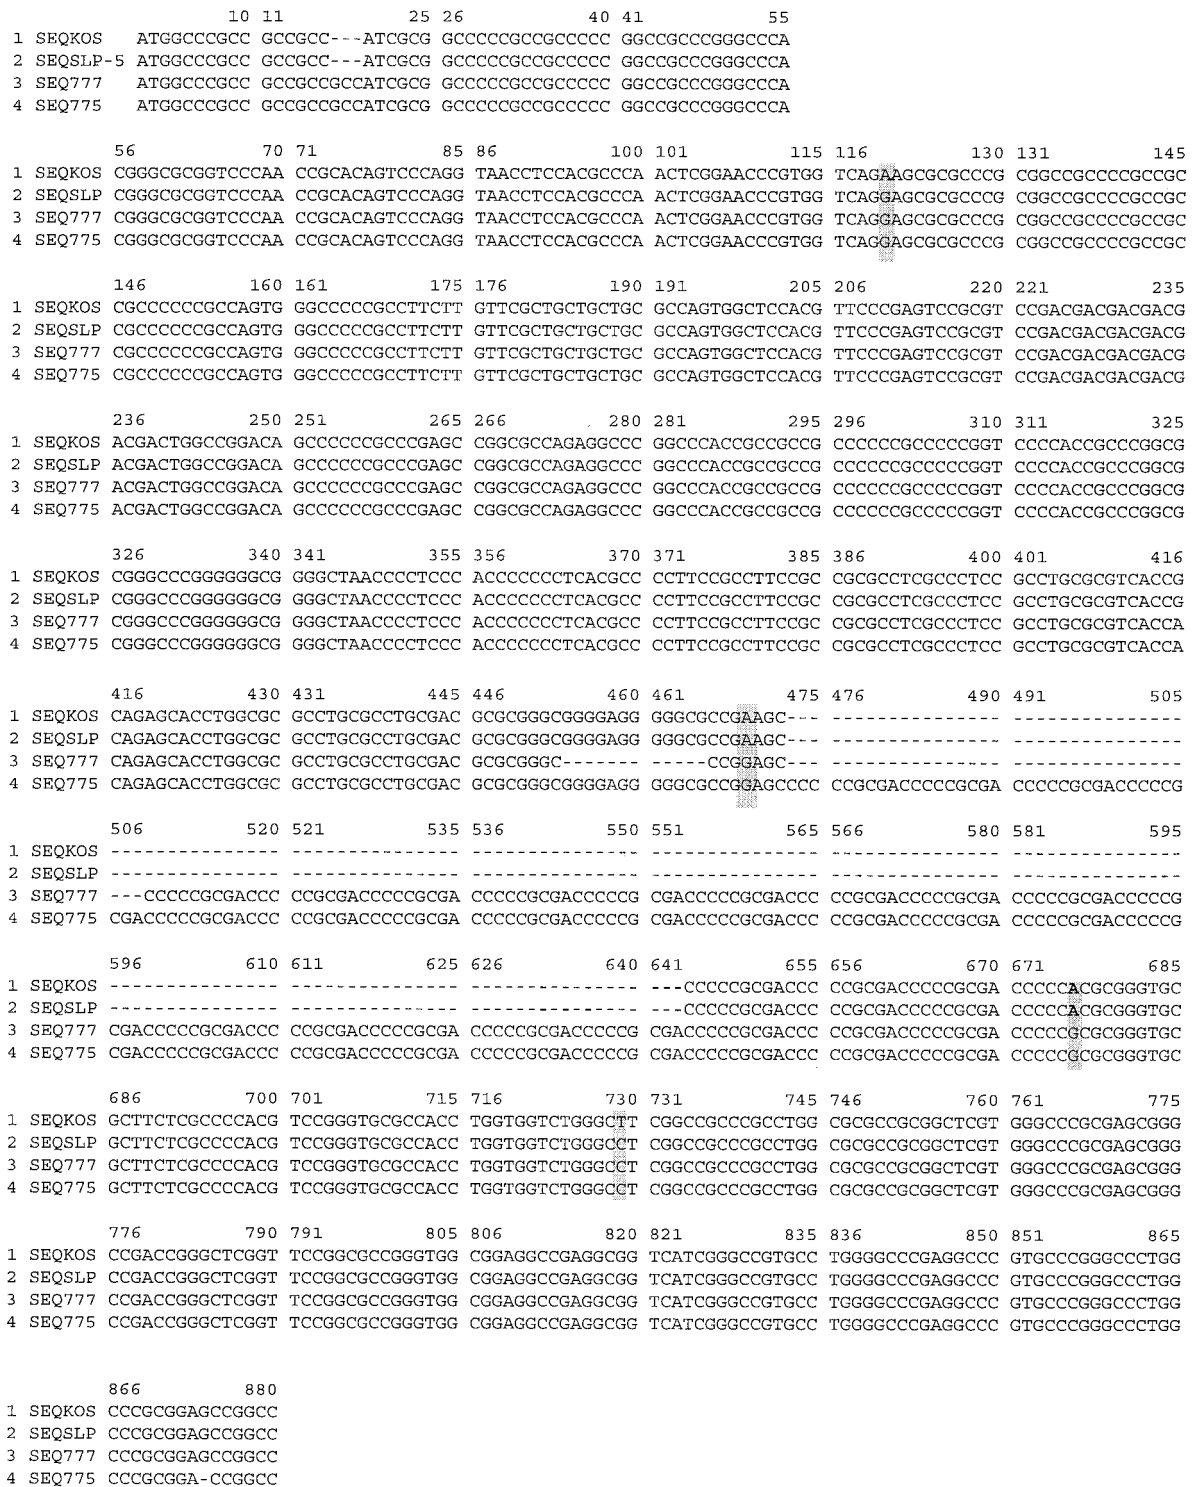 10 11 25 26 40 41 55
1 SEQKOS ATGGCCCGCC GCCGCC---ATCGCG GCCCCCGCCGCCCCC GGCCGCCCGGGCCCA
2 SEQSLP-5 ATGGCCCGCC GCCGCC---ATCGCG GCCCCCGCCGCCCCC GGCCGCCCGGGCCCA
3 SEQ777 ATGGCCCGCC GCCGCCGCCATCGCG GCCCCCGCCGCCCCC GGCCGCCCGGGCCCA
4 SEQ775 ATGGCCCGCC GCCGCCGCCATCGCG GCCCCCGCCGCCCCC GGCCGCCCGGGCCCA
56 70 71 85 86 100 101 115 116 130 131 145
1 SEQKOS CGGGCGCGGTCCCAA CCGCACAGTCCCAGG TAACCTCCACGCCCA ACTCGGAACCCGTGG TCAGAAGCGCGCCCG CGGCCGCCCCGCCGC
2 SEQSLP CGGGCGCGGTCCCAA CCGCACAGTCCCAGG TAACCTCCACGCCCA ACTCGGAACCCGTGG TCAGGAGCGCGCCCG CGGCCGCCCCGCCGC
3 SEQ777 CGGGCGCGGTCCCAA CCGCACAGTCCCAGG TAACCTCCACGCCCA ACTCGGAACCCGTGG TCAGGAGCGCGCCCG CGGCCGCCCCGCCGC
4 SEQ775 CGGGCGCGGTCCCAA CCGCACAGTCCCAGG TAACCTCCACGCCCA ACTCGGAACCCGTGG TCAGGAGCGCGCCCG CGGCCGCCCCGCCGC
146 160 161 175 176 190 191 205 206 220 221 235
1 SEQKOS CGCCCCCCGCCAGTG GGCCCCCGCCTTCTT GTTCGCTGCTGCTGC GCCAGTGGCTCCACG TTCCCGAGTCCGCGT CCGACGACGACGACG
2 SEQSLP CGCCCCCCGCCAGTG GGCCCCCGCCTTCTT GTTCGCTGCTGCTGC GCCAGTGGCTCCACG TTCCCGAGTCCGCGT CCGACGACGACGACG
3 SEQ777 CGCCCCCCGCCAGTG GGCCCCCGCCTTCTT GTTCGCTGCTGCTGC GCCAGTGGCTCCACG TTCCCGAGTCCGCGT CCGACGACGACGACG
4 SEQ775 CGCCCCCCGCCAGTG GGCCCCCGCCTTCTT GTTCGCTGCTGCTGC GCCAGTGGCTCCACG TTCCCGAGTCCGCGT CCGACGACGACGACG
236 250 251 265 266 280 281 295 296 310 311 325
1 SEQKOS ACGACTGGCCGGACA GCCCCCCGCCCGAGC CGGCGCCAGAGGCCC GGCCCACCGCCGCCG CCCCCCGCCCCCGGT CCCCACCGCCCGGCG
2 SEQSLP ACGACTGGCCGGACA GCCCCCCGCCCGAGC CGGCGCCAGAGGCCC GGCCCACCGCCGCCG CCCCCCGCCCCCGGT CCCCACCGCCCGGCG
3 SEQ777 ACGACTGGCCGGACA GCCCCCCGCCCGAGC CGGCGCCAGAGGCCC GGCCCACCGCCGCCG CCCCCCGCCCCCGGT CCCCACCGCCCGGCG
4 SEQ775 ACGACTGGCCGGACA GCCCCCCGCCCGAGC CGGCGCCAGAGGCCC GGCCCACCGCCGCCG CCCCCCGCCCCCGGT CCCCACCGCCCGGCG
326 340 341 355 356 370 371 385 386 400 401 416
1 SEQKOS CGGGCCCGGGGGGCG GGGCTAACCCCTCCC ACCCCCCCTCACGCC CCTTCCGCCTTCCGC CGCGCCTCGCCCTCC GCCTGCGCGTCACCG
2 SEQSLP CGGGCCCGGGGGGCG GGGCTAACCCCTCCC ACCCCCCCTCACGCC CCTTCCGCCTTCCGC CGCGCCTCGCCCTCC GCCTGCGCGTCACCG
3 SEQ777 CGGGCCCGGGGGGCG GGGCTAACCCCTCCC ACCCCCCCTCACGCC CCTTCCGCCTTCCGC CGCGCCTCGCCCTCC GCCTGCGCGTCACCA
4 SEQ775 CGGGCCCGGGGGGCG GGGCTAACCCCTCCC ACCCCCCCTCACGCC CCTTCCGCCTTCCGC CGCGCCTCGCCCTCC GCCTGCGCGTCACCA
416 430 431 445 446 460 461 475 476 490 491 505
1 SEQKOS CAGAGCACCTGGCGC GCCTGCGCCTGCGAC GCGCGGGCGGGGAGG GGGCGCCGAAGC--- --------------- ---------------
2 SEQSLP CAGAGCACCTGGCGC GCCTGCGCCTGCGAC GCGCGGGCGGGGAGG GGGCGCCGAAGC--- --------------- ---------------
3 SEQ777 CAGAGCACCTGGCGC GCCTGCGCCTGCGAC GCGCGGGC------- -----CCGGAGC--- --------------- ---------------
4 SEQ775 CAGAGCACCTGGCGC GCCTGCGCCTGCGAC GCGCGGGCGGGGAGG GGGCGCCGGAGCCCC CCGCGACCCCCGCGA CCCCCGCGACCCCCG
506 520 521 535 536 550 551 565 566 580 581 595
1 SEQKOS --------------- --------------- --------------- --------------- --------------- ---------------
2 SEQSLP --------------- --------------- --------------- --------------- --------------- ---------------
3 SEQ777 ---CCCCCGCGACCC CCGCGACCCCCGCGA CCCCCGCGACCCCCG CGACCCCCGCGACCC CCGCGACCCCCGCGA CCCCCGCGACCCCCG
4 SEQ775 CGACCCCCGCGACCC CCGCGACCCCCGCGA CCCCCGCGACCCCCG CGACCCCCGCGACCC CCGCGACCCCCGCGA CCCCCGCGACCCCCG
596 610 611 625 626 640 641 655 656 670 671 685
1 SEQKOS --------------- --------------- --------------- ---CCCCCGCGACCC CCGCGACCCCCGCGA CCCCCACGCGGGTGC
2 SEQSLP --------------- --------------- --------------- ---CCCCCGCGACCC CCGCGACCCCCGCGA CCCCCACGCGGGTGC
3 SEQ777 CGACCCCCGCGACCC CCGCGACCCCCGCGA CCCCCGCGACCCCCG CGACCCCCGCGACCC CCGCGACCCCCGCGA CCCCCGCGCGGGTGC
4 SEQ775 CGACCCCCGCGACCC CCGCGACCCCCGCGA CCCCCGCGACCCCCG CGACCCCCGCGACCC CCGCGACCCCCGCGA CCCCCGCGCGGGTGC
686 700 701 715 716 730 731 745 746 760 761 775
1 SEQKOS GCTTCTCGCCCCACG TCCGGGTGCGCCACC TGGTGGTCTGGGCTT CGGCCGCCCGCCTGG CGCGCCGCGGCTCGT GGGCCCGCGAGCGGG
2 SEQSLP GCTTCTCGCCCCACG TCCGGGTGCGCCACC TGGTGGTCTGGGCCT CGGCCGCCCGCCTGG CGCGCCGCGGCTCGT GGGCCCGCGAGCGGG
3 SEQ777 GCTTCTCGCCCCACG TCCGGGTGCGCCACC TGGTGGTCTGGGCCT CGGCCGCCCGCCTGG CGCGCCGCGGCTCGT GGGCCCGCGAGCGGG
4 SEQ775 GCTTCTCGCCCCACG TCCGGGTGCGCCACC TGGTGGTCTGGGCCT CGGCCGCCCGCCTGG CGCGCCGCGGCTCGT GGGCCCGCGAGCGGG
776 790 791 805 806 820 821 835 836 850 851 865
1 SEQKOS CCGACCGGGCTCGGT TCCGGCGCCGGGTGG CGGAGGCCGAGGCGG TCATCGGGCCGTGCC TGGGGCCCGAGGCCC GTGCCCGGGCCCTGG
2 SEQSLP CCGACCGGGCTCGGT TCCGGCGCCGGGTGG CGGAGGCCGAGGCGG TCATCGGGCCGTGCC TGGGGCCCGAGGCCC GTGCCCGGGCCCTGG
3 SEQ777 CCGACCGGGCTCGGT TCCGGCGCCGGGTGG CGGAGGCCGAGGCGG TCATCGGGCCGTGCC TGGGGCCCGAGGCCC GTGCCCGGGCCCTGG
4 SEQ775 CCGACCGGGCTCGGT TCCGGCGCCGGGTGG CGGAGGCCGAGGCGG TCATCGGGCCGTGCC TGGGGCCCGAGGCCC GTGCCCGGGCCCTGG
866 880
1 SEQKOS CCCGCGGAGCCGGCC
2 SEQSLP CCCGCGGAGCCGGCC
3 SEQ777 CCCGCGGAGCCGGCC
4 SEQ775 CCCGCGGA-CCGGCC